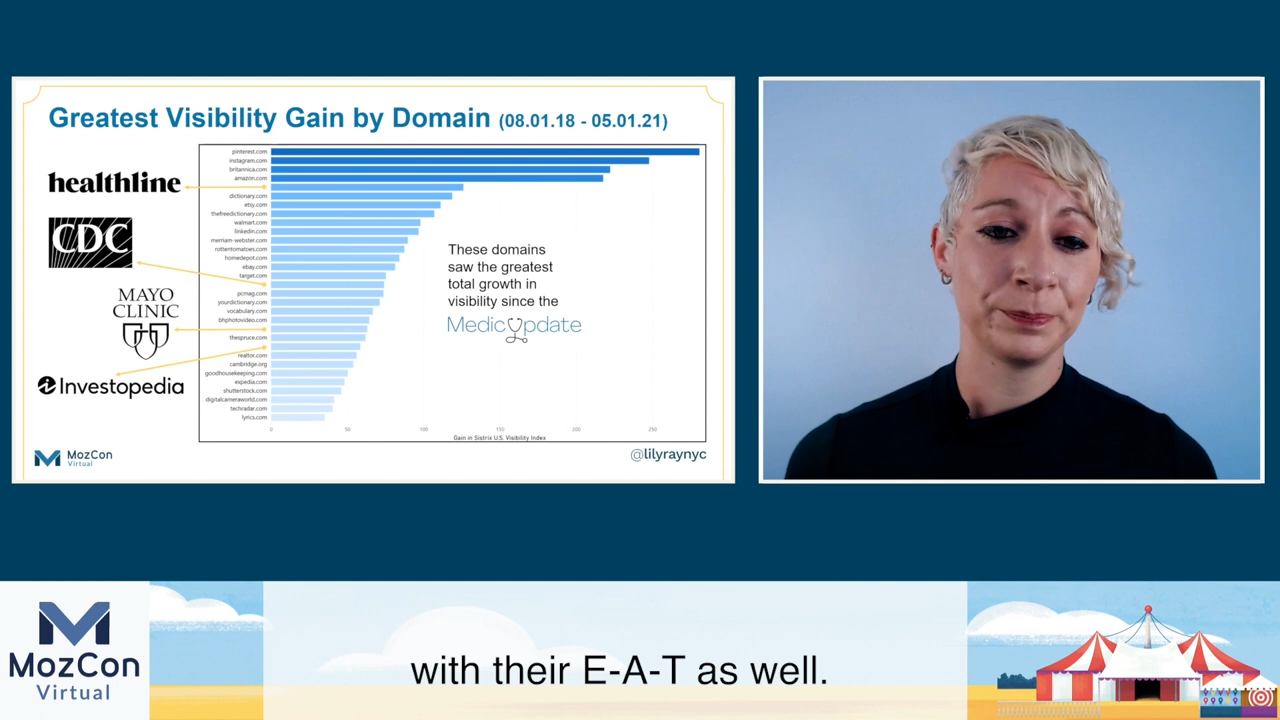 Greatest Visibility Gain by Domain (08.01.18 - 05.01.21)
healthline
CDC
MAYO
CLINIC
Investopedia
pinterest.com
instagram.com
britannica.com
amazon.com
dictionary.com
etsy.com
thefreedictionary.com
walmart.com
linkedin.com
merriam-webster.com
rottentomatoes.com
homedepot.com
ebay.com
target.com
pcmag.com
yourdictionary.com
vocabulary.com
bhphotovideo.com
thespruce.com
realtor.com
cambridge.org
goodhousekeeping.com
expedia.com
shutterstock.com
digitalcameraworld.com
techradar.com
lyrics.com
0 50 100 150 200 250
Gain in Sistrix U.S. Visibility Index
These domains
saw the greatest
total growth in
visibility since the
Medic Update
MozCon
Virtual
@lilyraynyc
MozCon
Virtual
with their E-A-T as well.